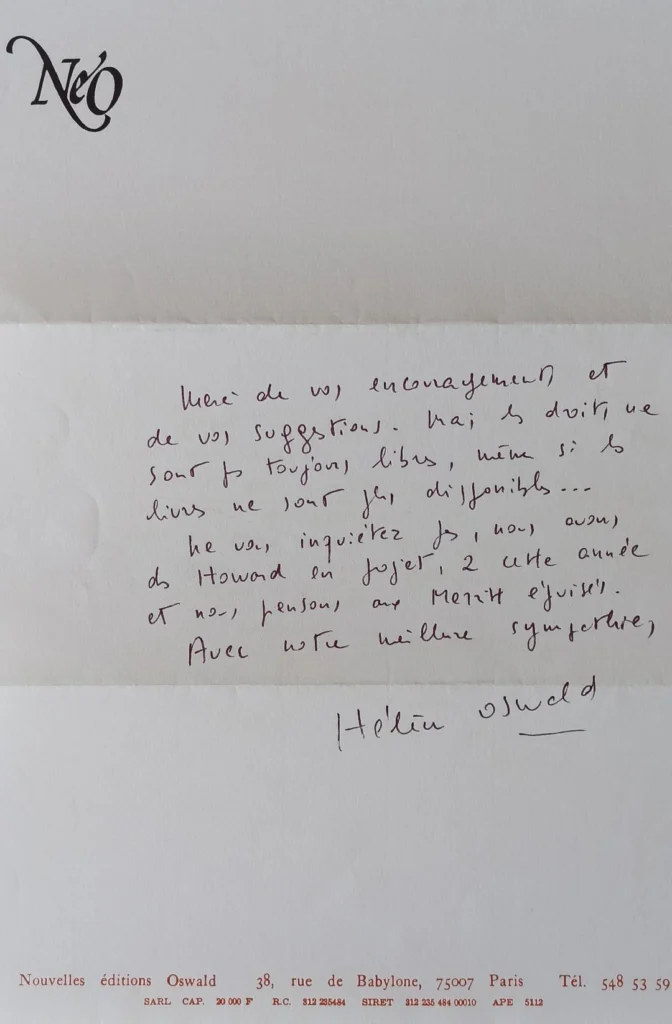 NéO
Merci de vos encouragements et
de vos suggestions. Mais les droits ne
sont pas toujours libres, même si les
livres ne sont plus disponibles...
Ne vous inquiétez pas, nous avons
des Howard en projet, 2 cette année
et nous pensons aux Merritt épuisés.
Avec notre meilleure sympathie,
Hélène Oswald
Nouvelles éditions Oswald 38, rue de Babylone, 75007 Paris Tél. 548 53 59
SARL CAP. 20 000 F R.C. 312 235484 SIRET 312 235 484 00010 APE 5112